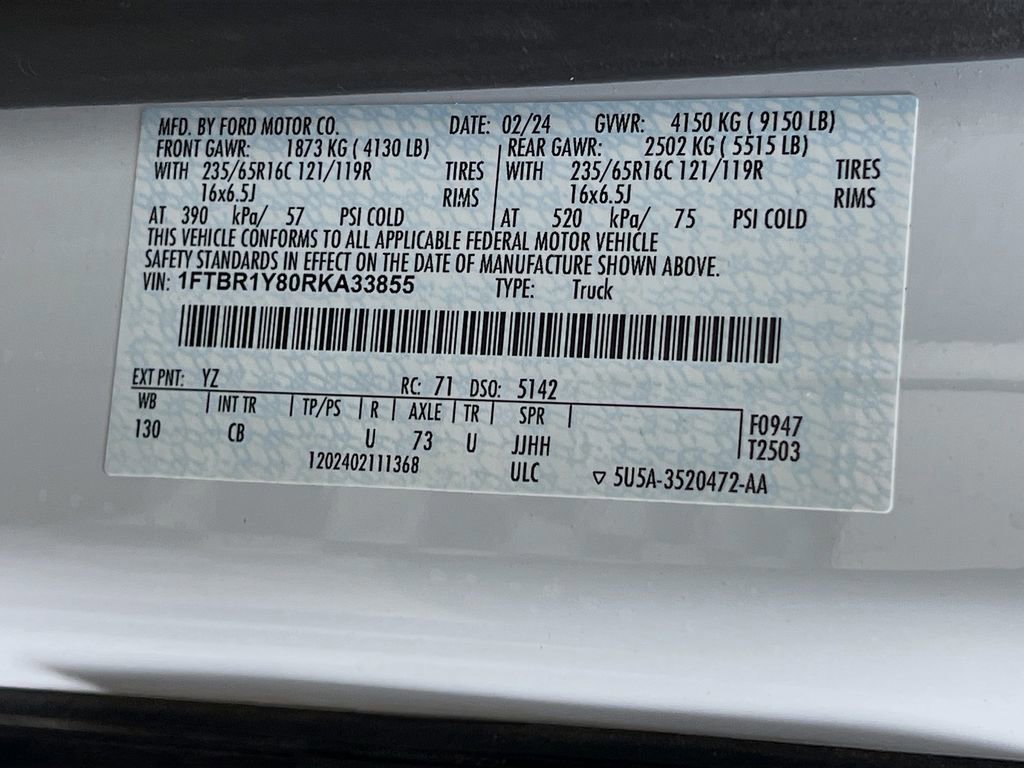 MFD. BY FORD MOTOR CO. DATE: 02/24 GVWR: 4150 KG ( 9150 LB)
FRONT GAWR: 1873 KG ( 4130 LB) REAR GAWR: 2502 KG ( 5515 LB)
WITH 235/65R16C 121/119R TIRES WITH 235/65R16C 121/119R TIRES
16x6.5J RIMS 16x6.5J RIMS
AT 390 kPa/ 57 PSI COLD AT 520 kPa/ 75 PSI COLD
THIS VEHICLE CONFORMS TO ALL APPLICABLE FEDERAL MOTOR VEHICLE
SAFETY STANDARDS IN EFFECT ON THE DATE OF MANUFACTURE SHOWN ABOVE.
VIN: 1FTBR1Y80RKA33855 TYPE: Truck
EXT PNT: YZ RC: 71 DSO: 5142
WB INT TR TP/PS R AXLE TR SPR F0947
130 CB U 73 U JJHH T2503
1202402111368 ULC ▽ 5U5A-3520472-AA